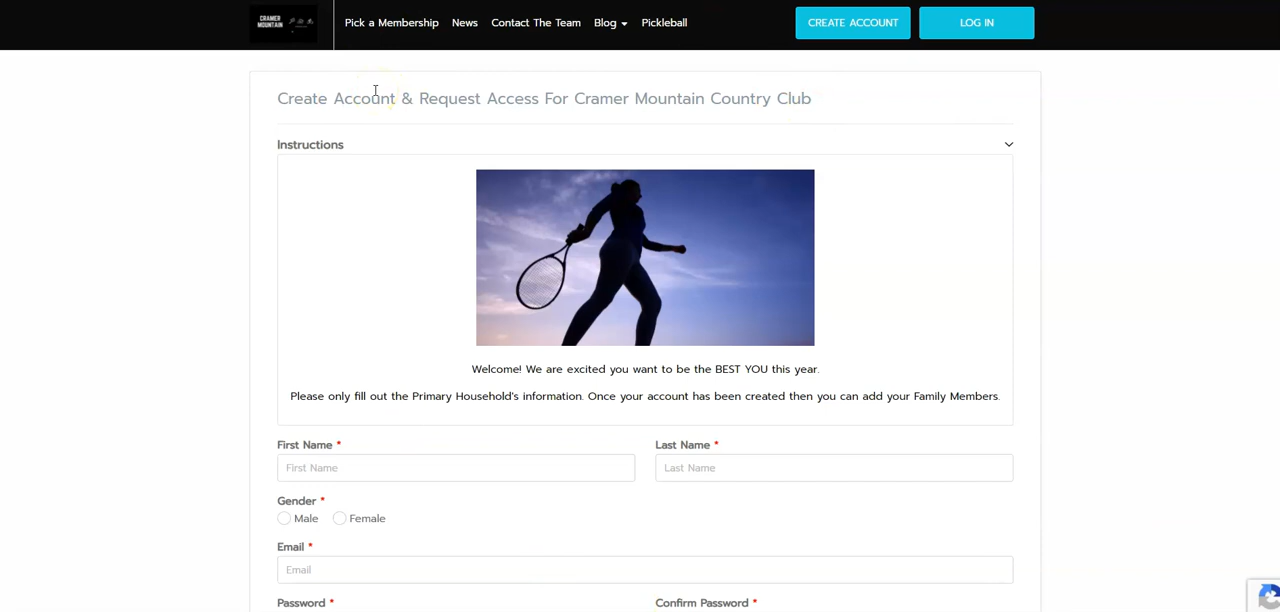 CRAMER
MOUNTAIN
Pick a Membership News Contact The Team Blog Pickleball CREATE ACCOUNT LOG IN
Create Account & Request Access For Cramer Mountain Country Club
Instructions
Welcome! We are excited you want to be the BEST YOU this year.
Please only fill out the Primary Household's information. Once your account has been created then you can add your Family Members.
First Name * Last Name *
First Name Last Name
Gender *
Male Female
Email *
Email
Password * Confirm Password *